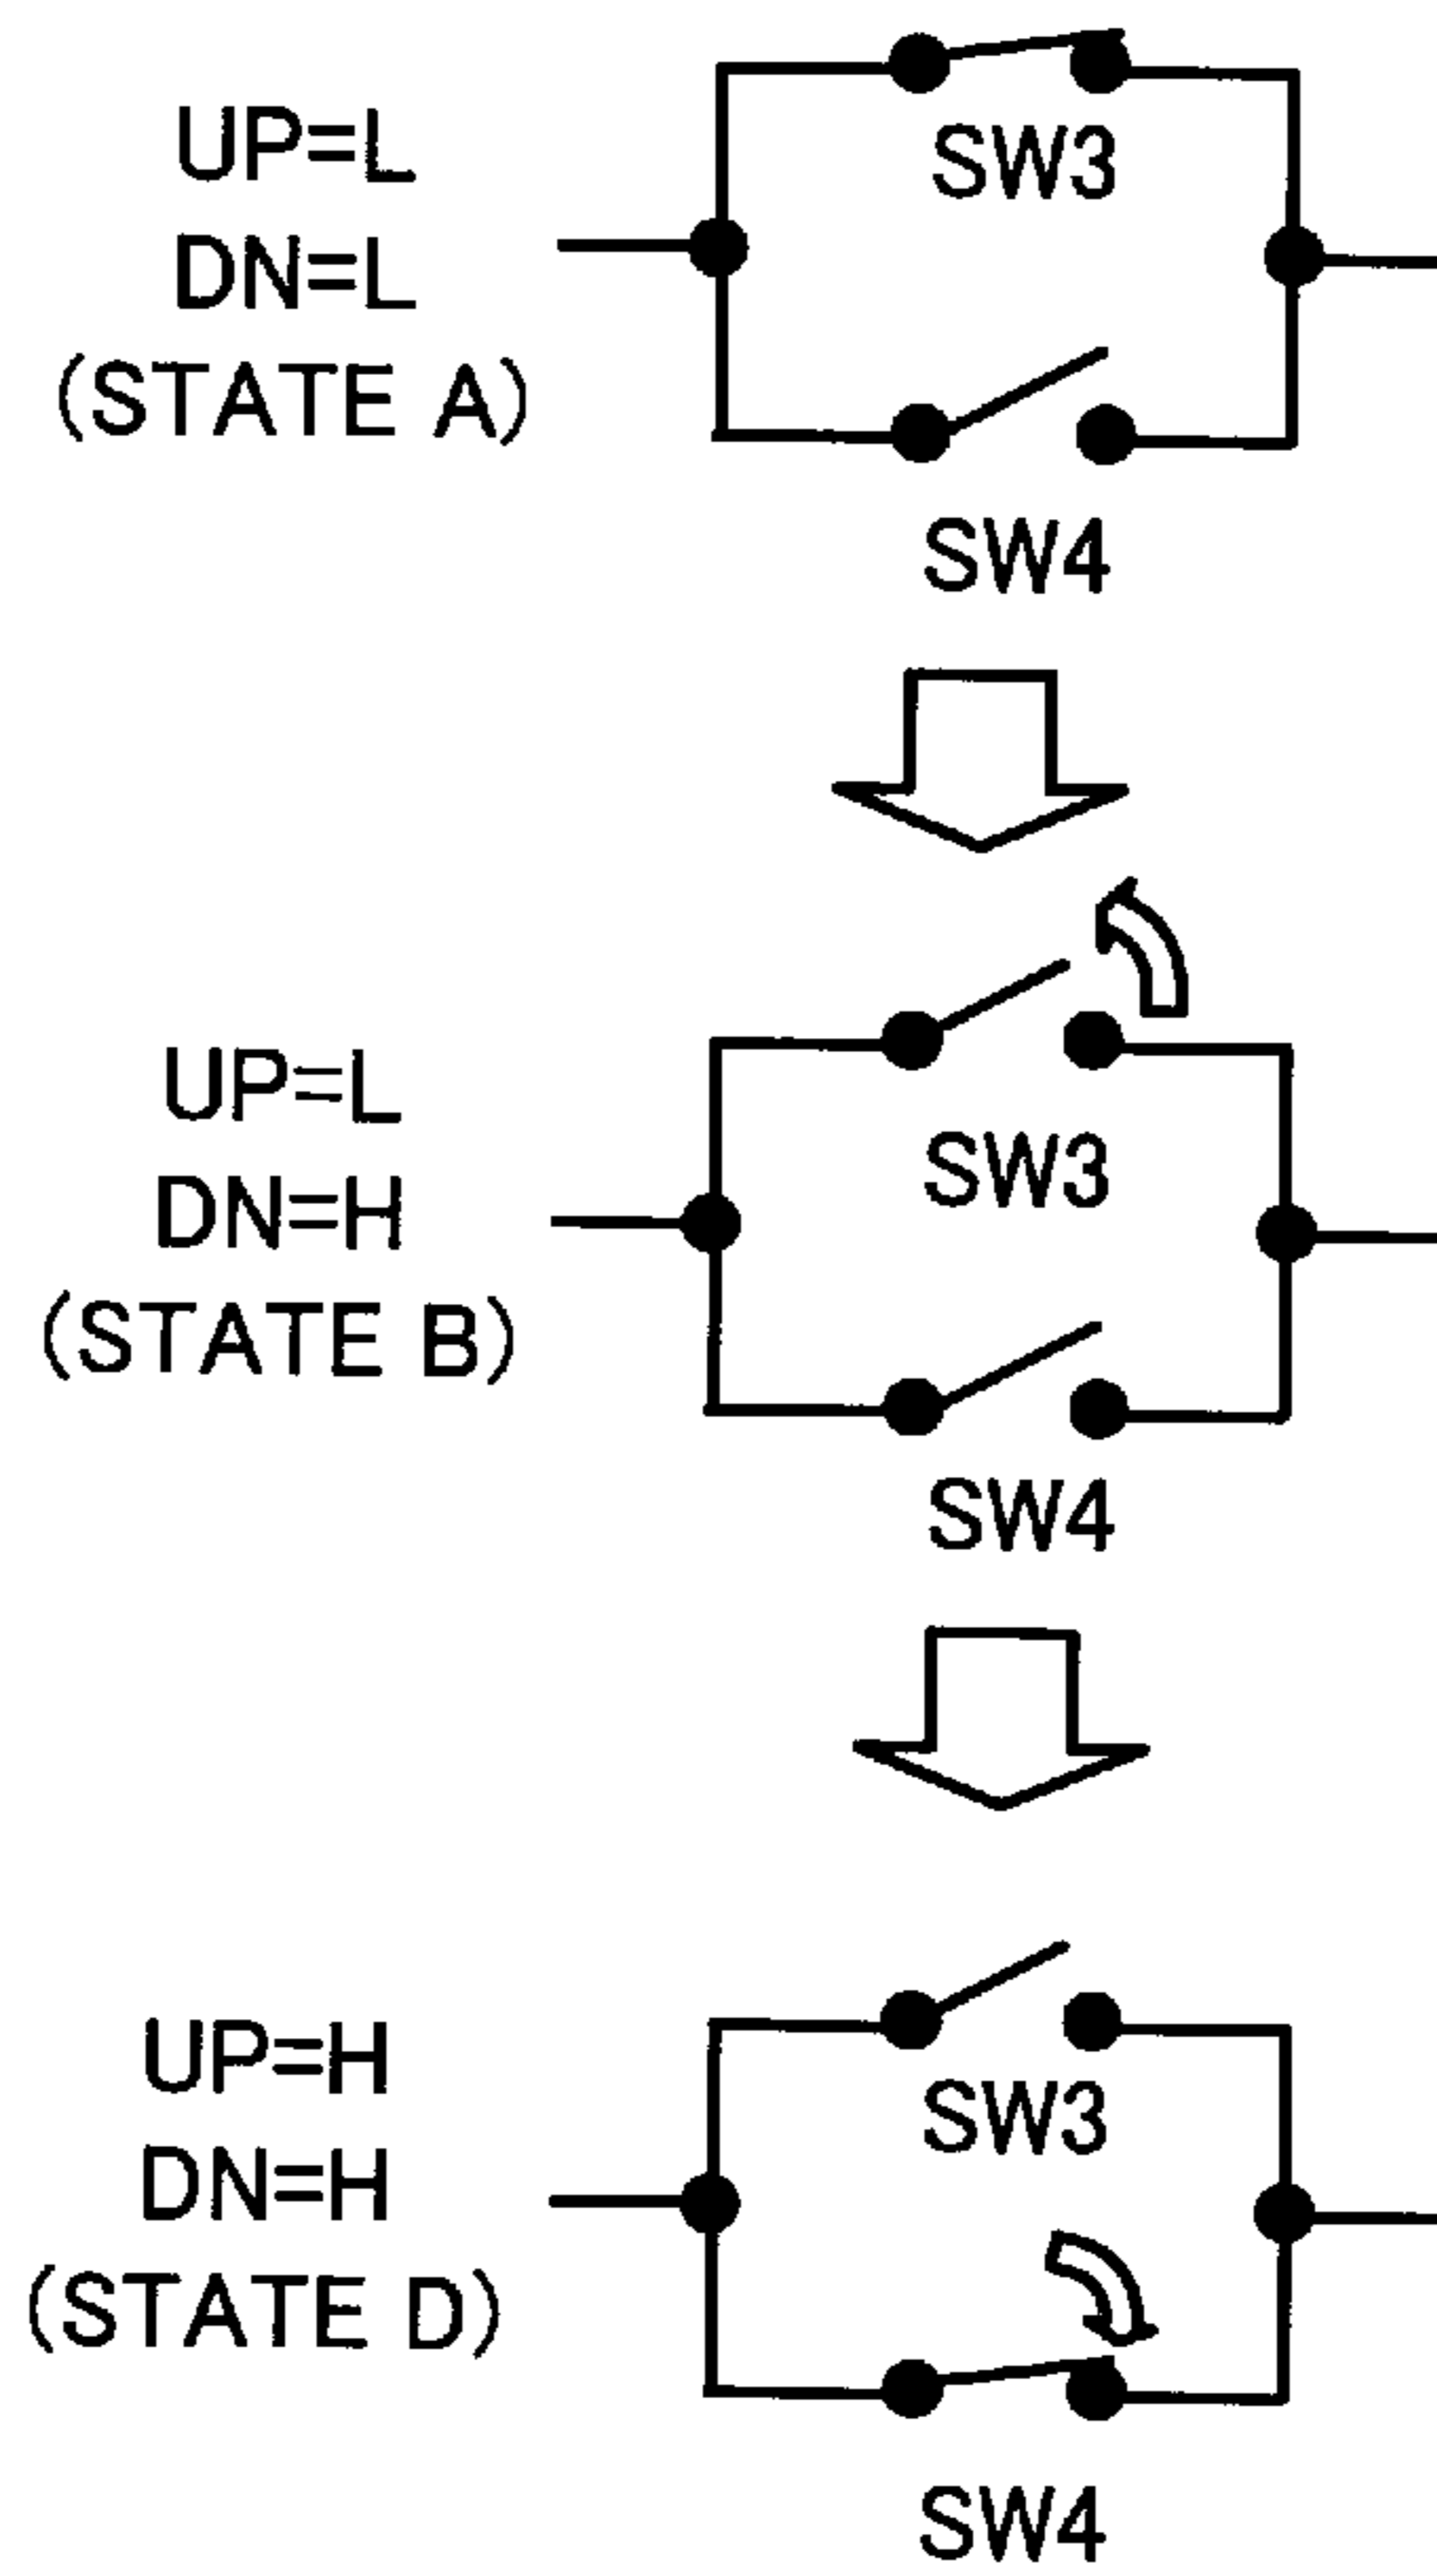 UP=L
DN=L
(STATE A)
SW3
SW4
UP=L
DN=H
(STATE B)
SW3
SW4
UP=H
DN=H
(STATE D)
SW3
SW4